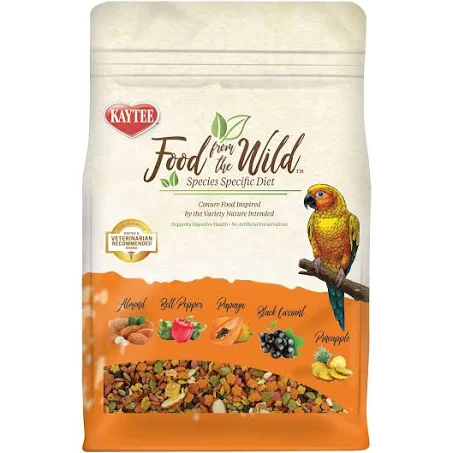 KAYTEE
Food from the Wild™
Species Specific Diet
Conure Food Inspired
by the Variety Nature Intended
Supports Digestive Health • No Artificial Preservatives
VETERINARIAN
RECOMMENDED
Almond Bell Pepper Papaya Black Currant Pineapple